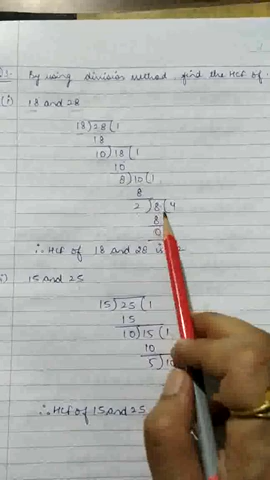 1. By using division method, find the HCF of
(i) 18 and 28
18)28(1
18
10)18(1
10
8)10(1
8
2)8(4
8
0
∴ HCF of 18 and 28 is 2
15 and 25
15)25(1
15
10)15(1
10
5)10
∴ HCF of 15 and 25